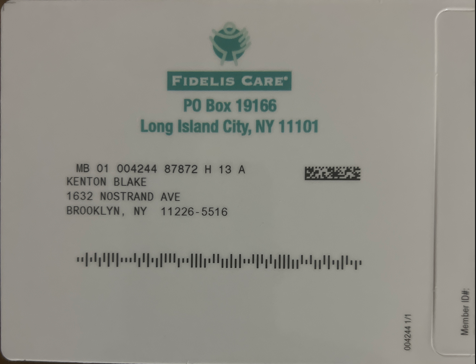 FIDELIS CARE®
PO Box 19166
Long Island City, NY 11101
MB 01 004244 87872 H 13 A
KENTON BLAKE
1632 NOSTRAND AVE
BROOKLYN, NY 11226-5516
004244 1/1
Member ID#: